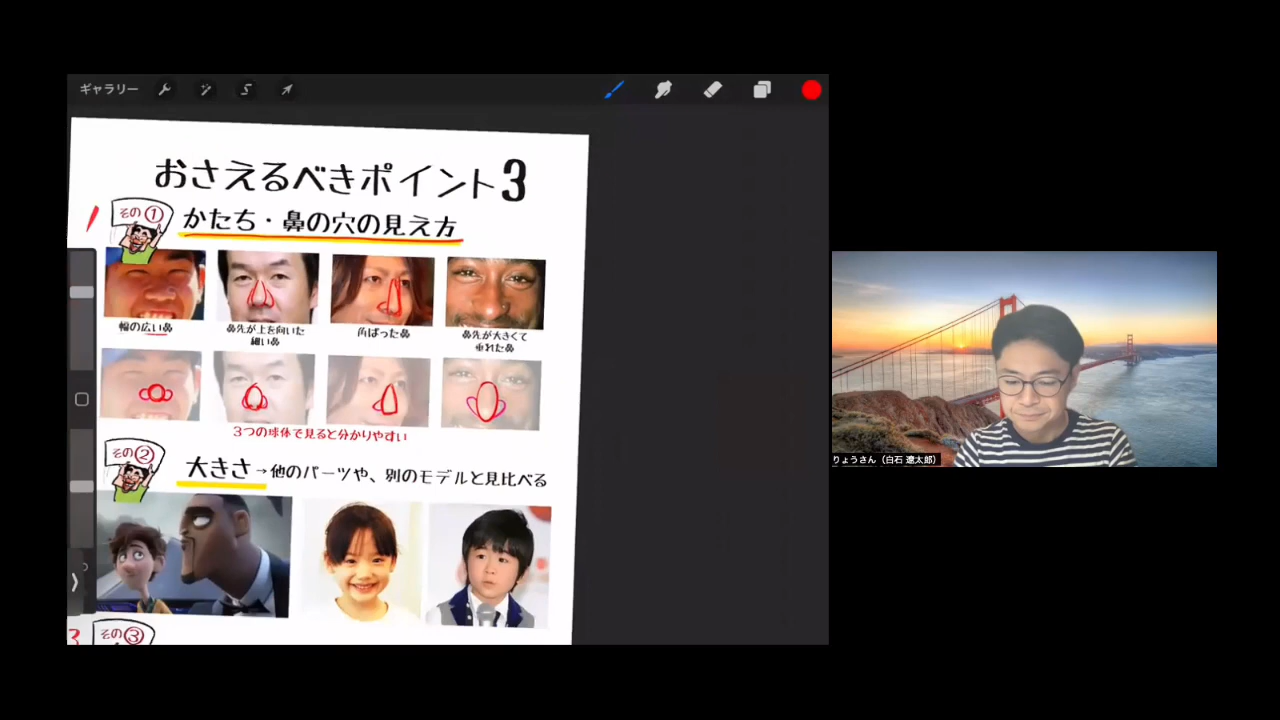 ギャラリー
おさえるべきポイント3
その①
かたち・鼻の穴の見え方
幅の広い鼻
鼻先が上を向いた
細い鼻
角ばった鼻
鼻先が大きくて
垂れた鼻
3つの球体で見ると分かりやすい
その②
大きさ→他のパーツや、別のモデルと見比べる
3
その③
りょうさん（白石 遼太郎）